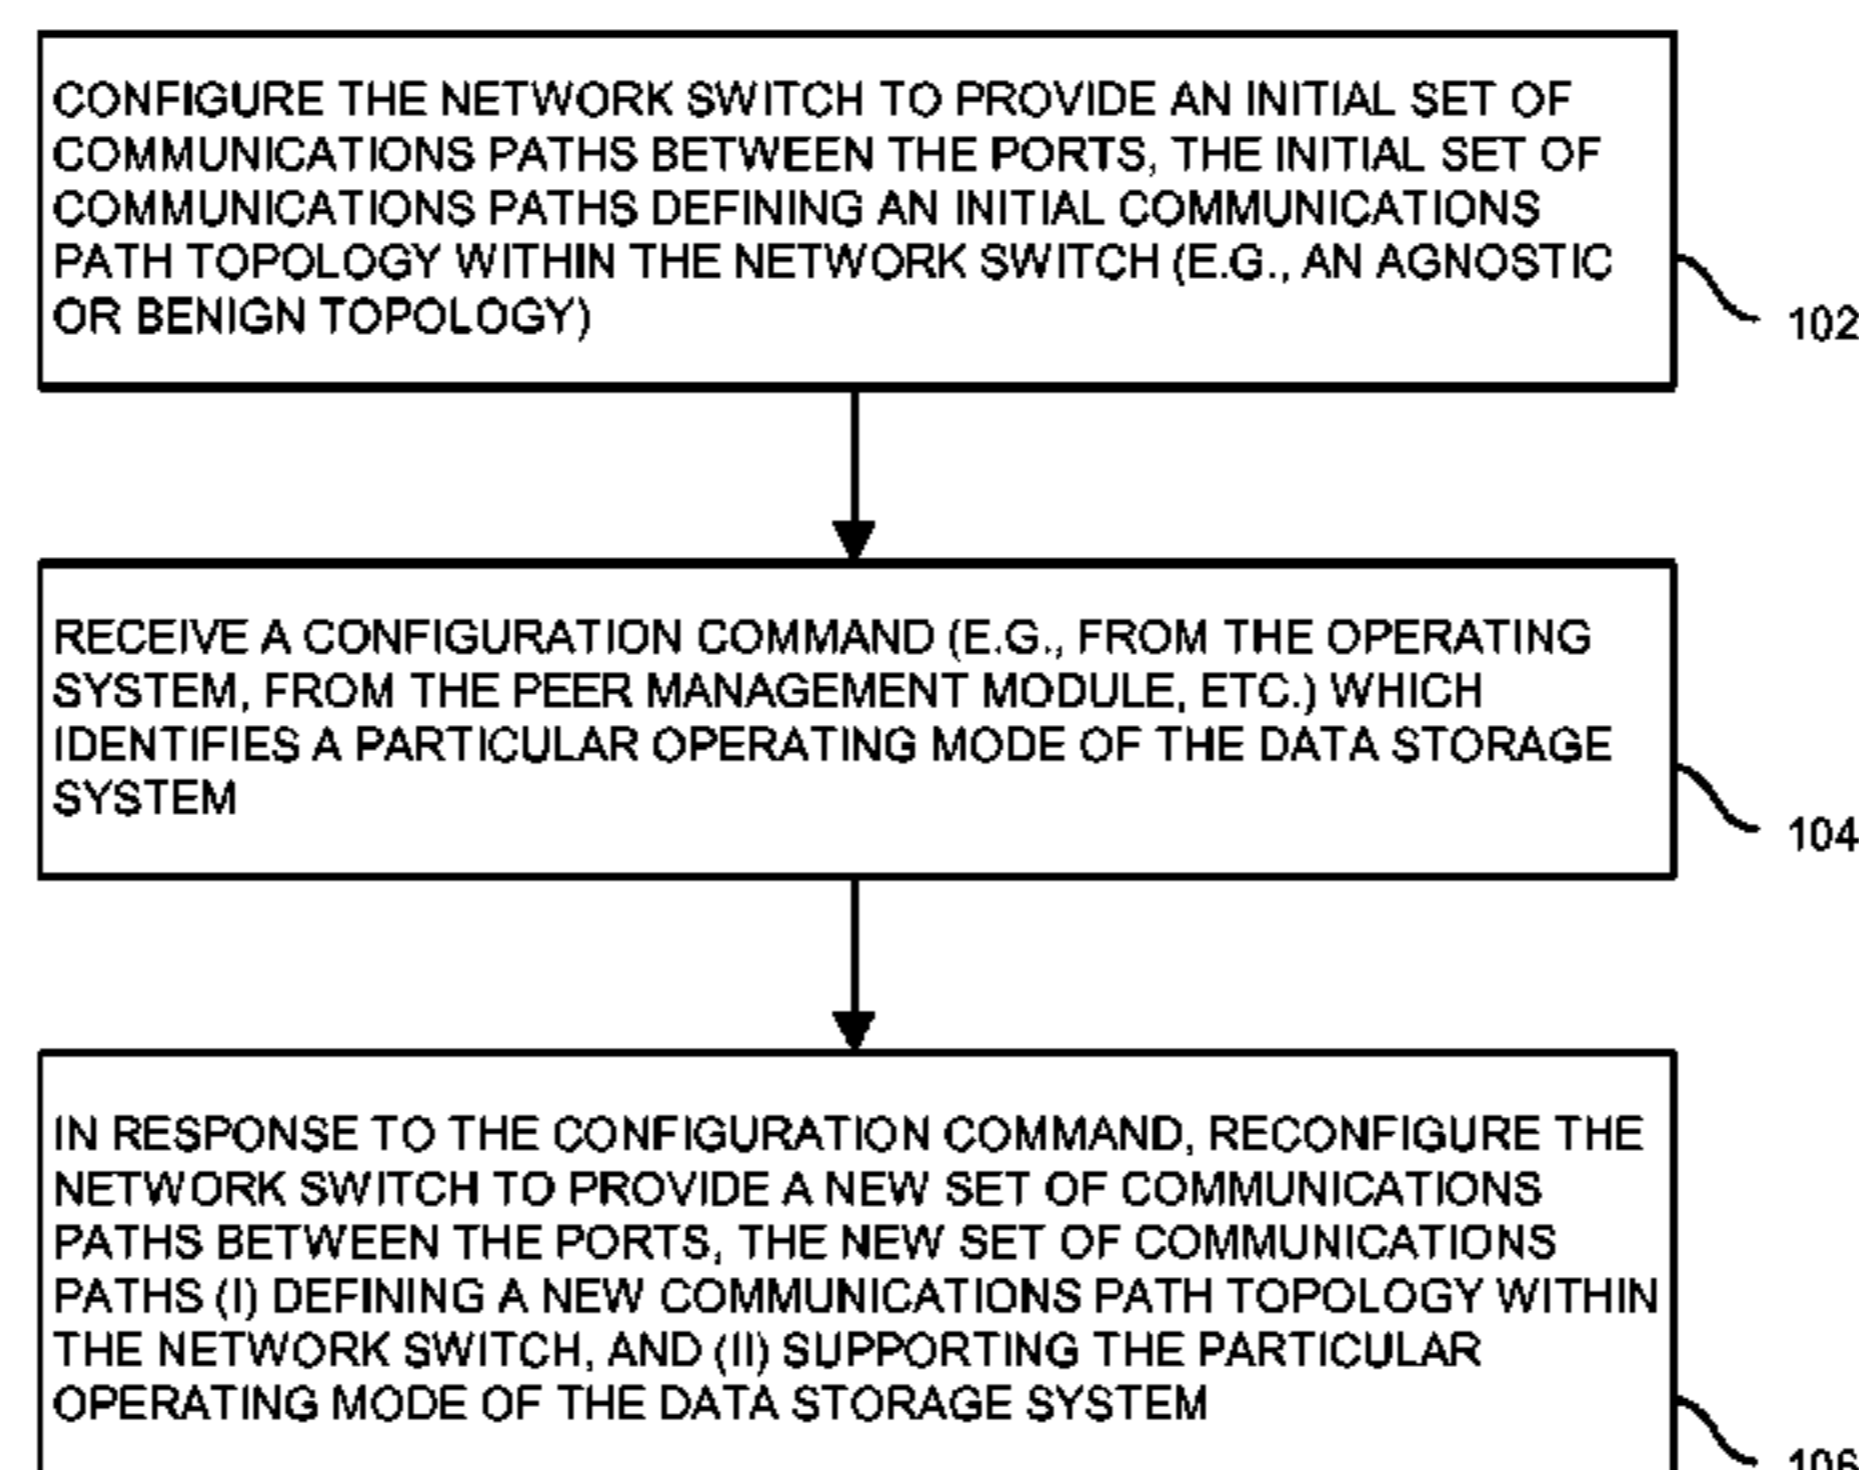 CONFIGURE THE NETWORK SWITCH TO PROVIDE AN INITIAL SET OF
COMMUNICATIONS PATHS BETWEEN THE PORTS, THE INITIAL SET OF
COMMUNICATIONS PATHS DEFINING AN INITIAL COMMUNICATIONS
PATH TOPOLOGY WITHIN THE NETWORK SWITCH (E.G., AN AGNOSTIC
OR BENIGN TOPOLOGY)
102
RECEIVE A CONFIGURATION COMMAND (E.G., FROM THE OPERATING
SYSTEM, FROM THE PEER MANAGEMENT MODULE, ETC.) WHICH
IDENTIFIES A PARTICULAR OPERATING MODE OF THE DATA STORAGE
SYSTEM
104
IN RESPONSE TO THE CONFIGURATION COMMAND, RECONFIGURE THE
NETWORK SWITCH TO PROVIDE A NEW SET OF COMMUNICATIONS
PATHS BETWEEN THE PORTS, THE NEW SET OF COMMUNICATIONS
PATHS (I) DEFINING A NEW COMMUNICATIONS PATH TOPOLOGY WITHIN
THE NETWORK SWITCH, AND (II) SUPPORTING THE PARTICULAR
OPERATING MODE OF THE DATA STORAGE SYSTEM
106